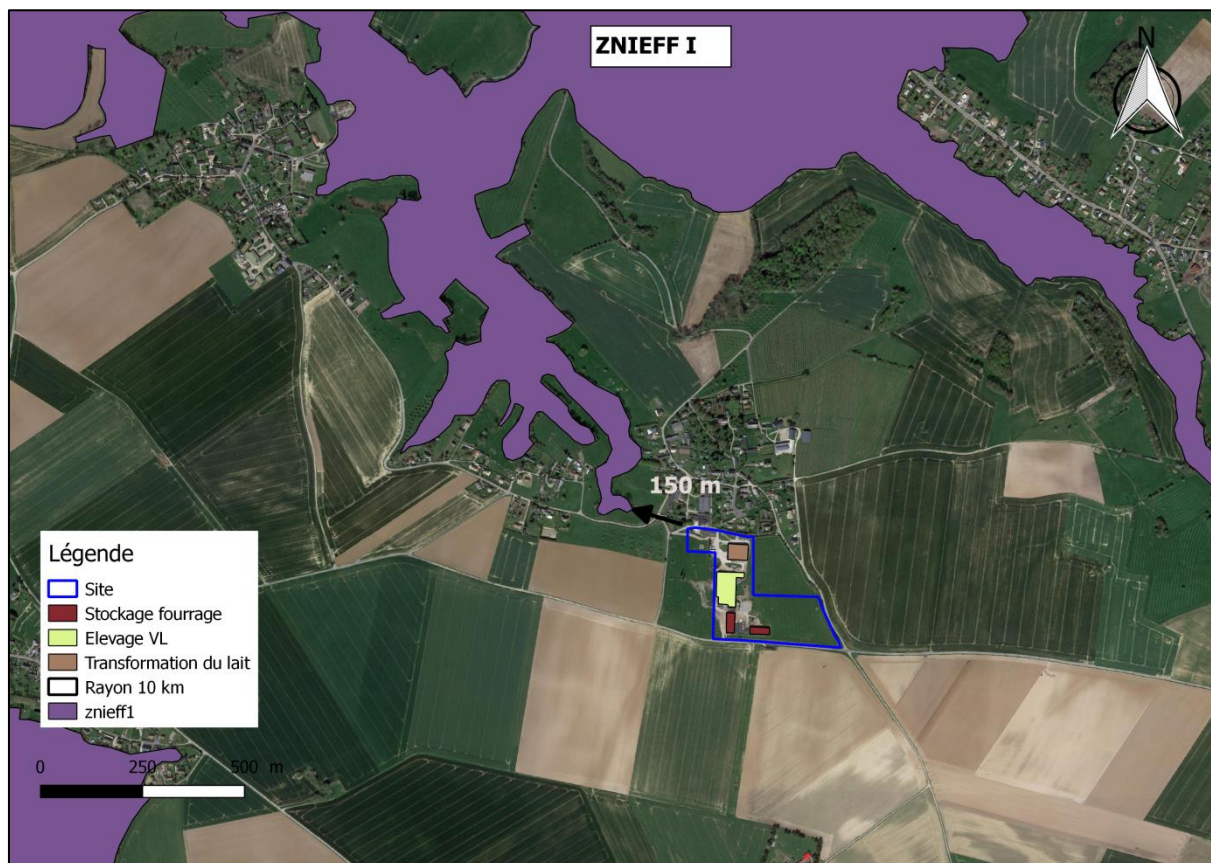 ZNIEFF I
N
150 m
Légende
Site
Stockage fourrage
Elevage VL
Transformation du lait
Rayon 10 km
znieff1
0 250 500 m